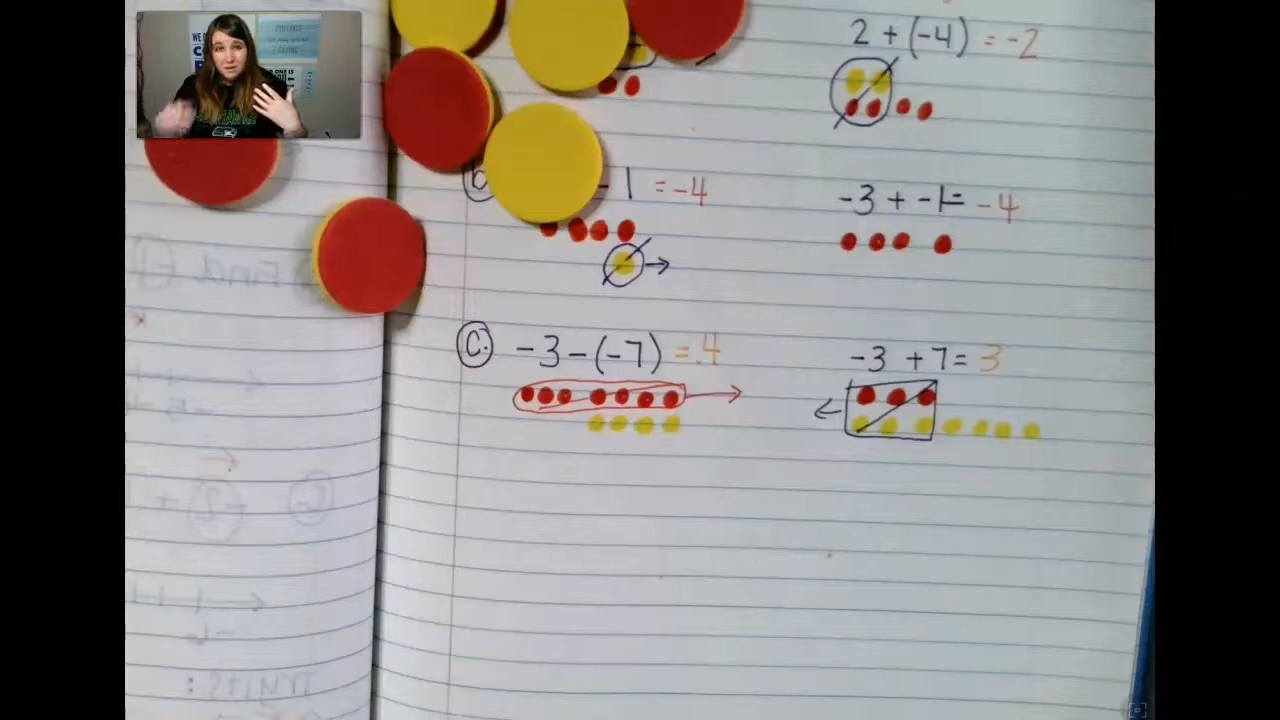 2 + (-4) = -2
b - 1 = -4
-3 + -1 = -4
C. -3 - (-7) = 4
-3 + 7 = 3